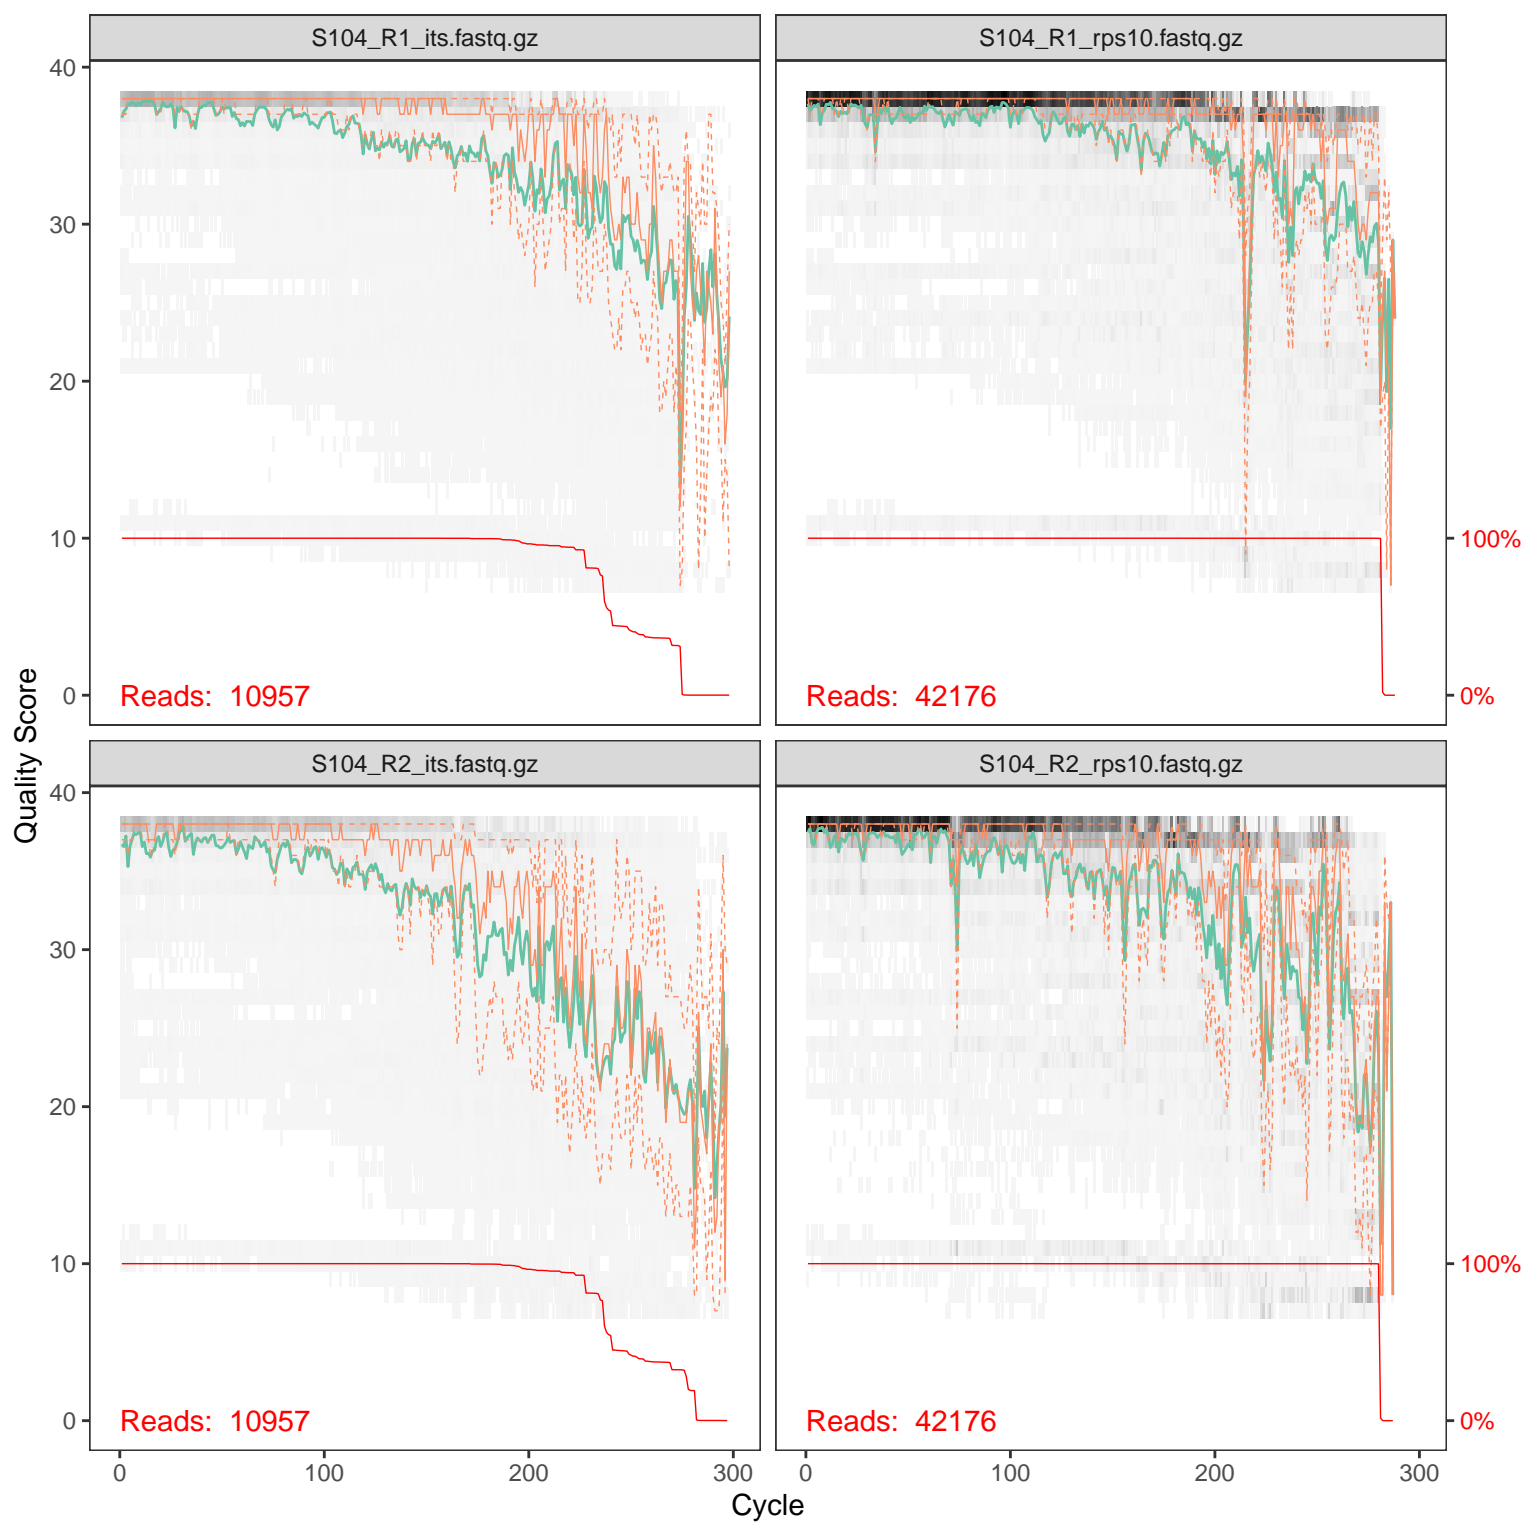 S104_R1_its.fastq.gz
S104_R1_rps10.fastq.gz
40
30
20
10
0
Reads: 10957
Reads: 42176
100%
0%
Quality Score
S104_R2_its.fastq.gz
S104_R2_rps10.fastq.gz
40
30
20
10
0
Reads: 10957
Reads: 42176
100%
0%
0 100 200 300
0 100 200 300
Cycle